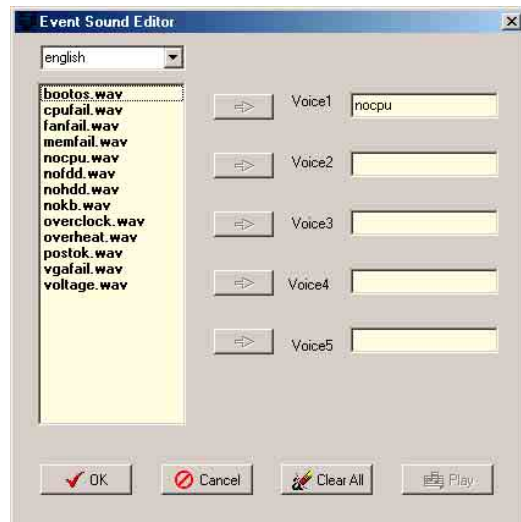 Event Sound Editor
english
bootos.wav
cpufail.wav
fanfail.wav
memfail.wav
nocpu.wav
nofdd.wav
nohdd.wav
nokb.wav
overclock.wav
overheat.wav
postok.wav
vgafail.wav
voltage.wav
Voice1 nocpu
Voice2
Voice3
Voice4
Voice5
OK Cancel Clear All Play